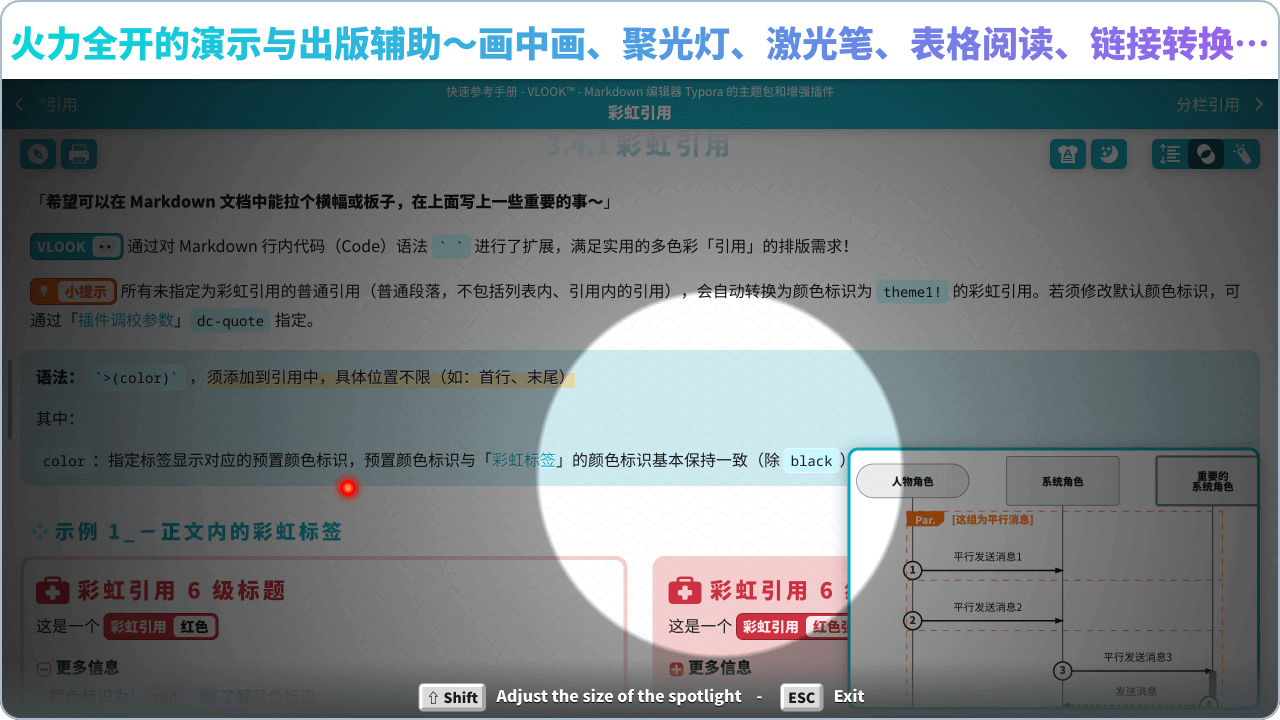 火力全开的演示与出版辅助～画中画、聚光灯、激光笔、表格阅读、链接转换…
°引用
快速参考手册 - VLOOK™ - Markdown 编辑器 Typora 的主题包和增强插件
彩虹引用
分栏引用
3.4.1 彩虹引用
「希望可以在 Markdown 文档中能拉个横幅或板子，在上面写上一些重要的事～」
VLOOK 通过对 Markdown 行内代码（Code）语法 ` ` 进行了扩展，满足实用的多色彩「引用」的排版需求！
小提示 所有未指定为彩虹引用的普通引用（普通段落，不包括列表内、引用内的引用），会自动转换为颜色标识为 theme1! 的彩虹引用。若须修改默认颜色标识，可
通过「插件调校参数」 dc-quote 指定。
语法： `>(color)` ，须添加到引用中，具体位置不限（如：首行、末尾）
其中：
color ：指定标签显示对应的预置颜色标识，预置颜色标识与「彩虹标签」的颜色标识基本保持一致（除 black ）
示例 1_－正文内的彩虹标签
彩虹引用 6 级标题
这是一个 彩虹引用 红色
更多信息
颜色标识为： red 了解颜色标识
彩虹引用 6
这是一个 彩虹引用 红色
更多信息
人物角色
系统角色
重要的
系统角色
Par. [这组为平行消息]
平行发送消息1
1
平行发送消息2
2
平行发送消息3
3
发送消息
4
⇧ Shift Adjust the size of the spotlight - ESC Exit